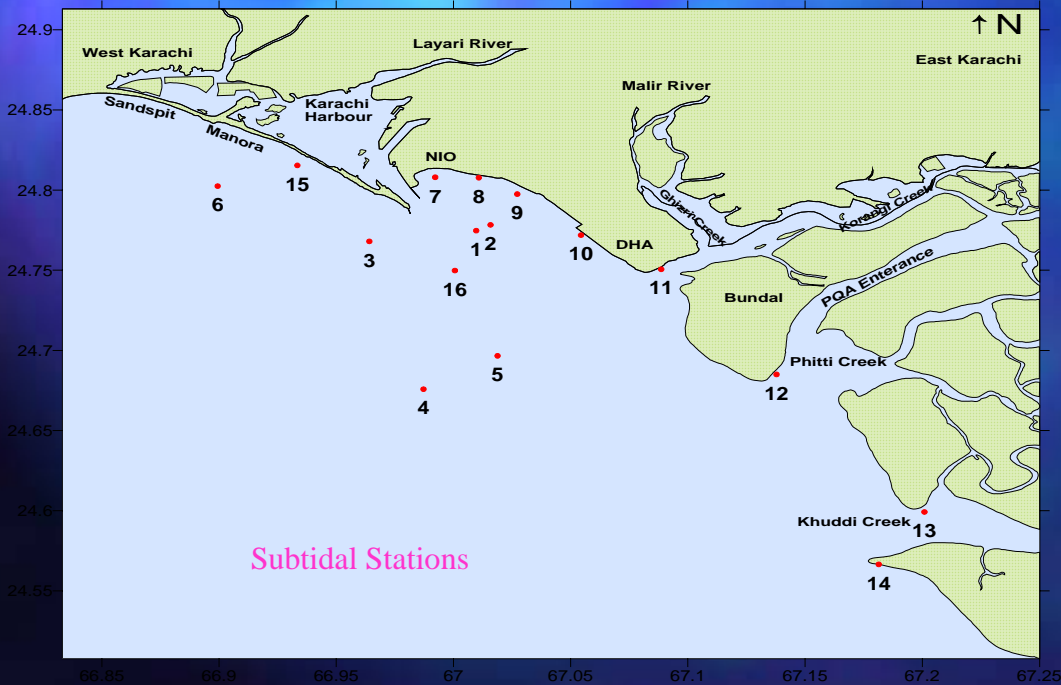 ↑ N
24.9
West Karachi
Layari River
East Karachi
Malir River
24.85
Sandspit
Karachi
Harbour
Manora
NIO
24.8
6
15
7
8
9
Ghizri Creek
Korangi Creek
1
2
3
10
DHA
24.75
16
11
Bundal
PQA Enterance
24.7
5
Phitti Creek
4
12
24.65
24.6
Khuddi Creek
13
Subtidal Stations
24.55
14
66.85
66.9
66.95
67
67.05
67.1
67.15
67.2
67.25